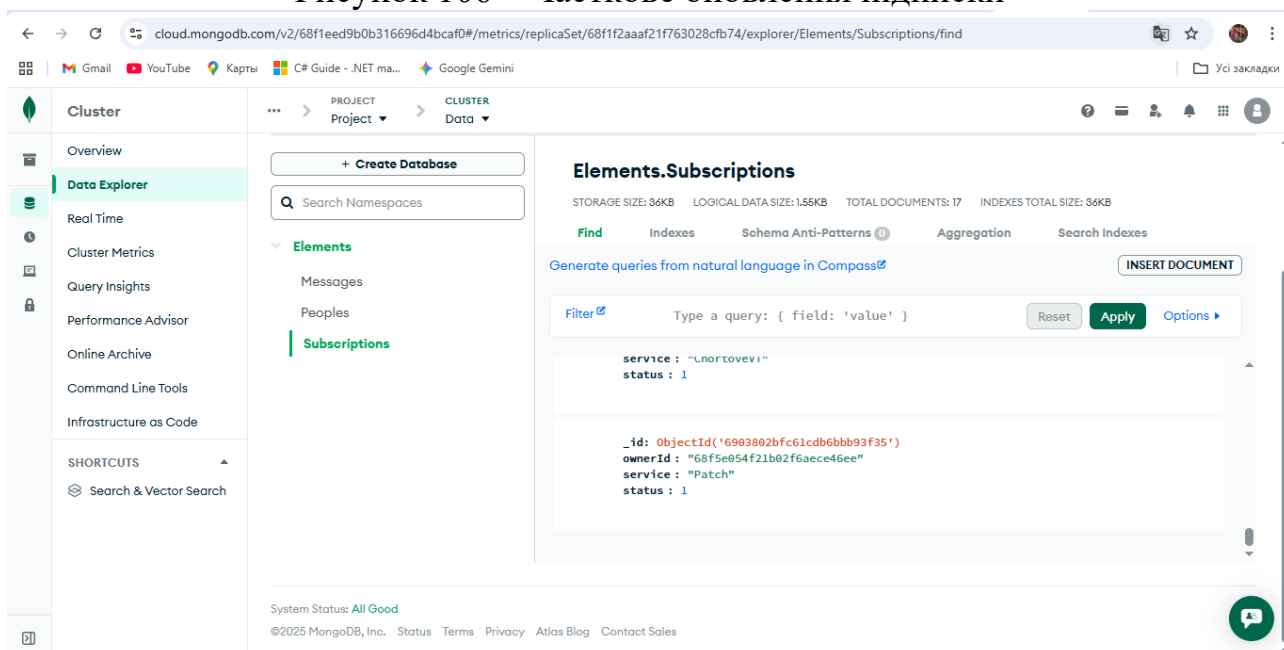 cloud.mongodb.com/v2/68f1eed9b0b316696d4bcaf0#/metrics/replicaSet/68f1f2aaaf21f763028cfb74/explorer/Elements/Subscriptions/find
Gmail YouTube Карты C# Guide - .NET ma... Google Gemini Усі закладки
Cluster
... > PROJECT > CLUSTER
Project Data
Overview
Data Explorer
Real Time
Cluster Metrics
Query Insights
Performance Advisor
Online Archive
Command Line Tools
Infrastructure as Code
SHORTCUTS
Search & Vector Search
+ Create Database
Search Namespaces
Elements
Messages
Peoples
Subscriptions
Elements.Subscriptions
STORAGE SIZE: 36KB LOGICAL DATA SIZE: 1.55KB TOTAL DOCUMENTS: 17 INDEXES TOTAL SIZE: 36KB
Find Indexes Schema Anti-Patterns 0 Aggregation Search Indexes
Generate queries from natural language in Compass
INSERT DOCUMENT
Filter Type a query: { field: 'value' } Reset Apply Options
service : "ChortoveVT"
status : 1
_id: ObjectId('6903802bfc61cdb6bbb93f35')
ownerId : "68f5e054f21b02f6aece46ee"
service : "Patch"
status : 1
System Status: All Good
©2025 MongoDB, Inc. Status Terms Privacy Atlas Blog Contact Sales